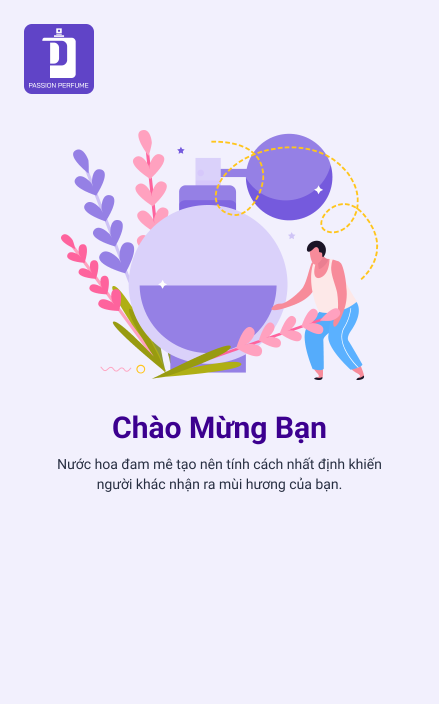 PASSION PERFUME
Chào Mừng Bạn
Nước hoa đam mê tạo nên tính cách nhất định khiến
người khác nhận ra mùi hương của bạn.